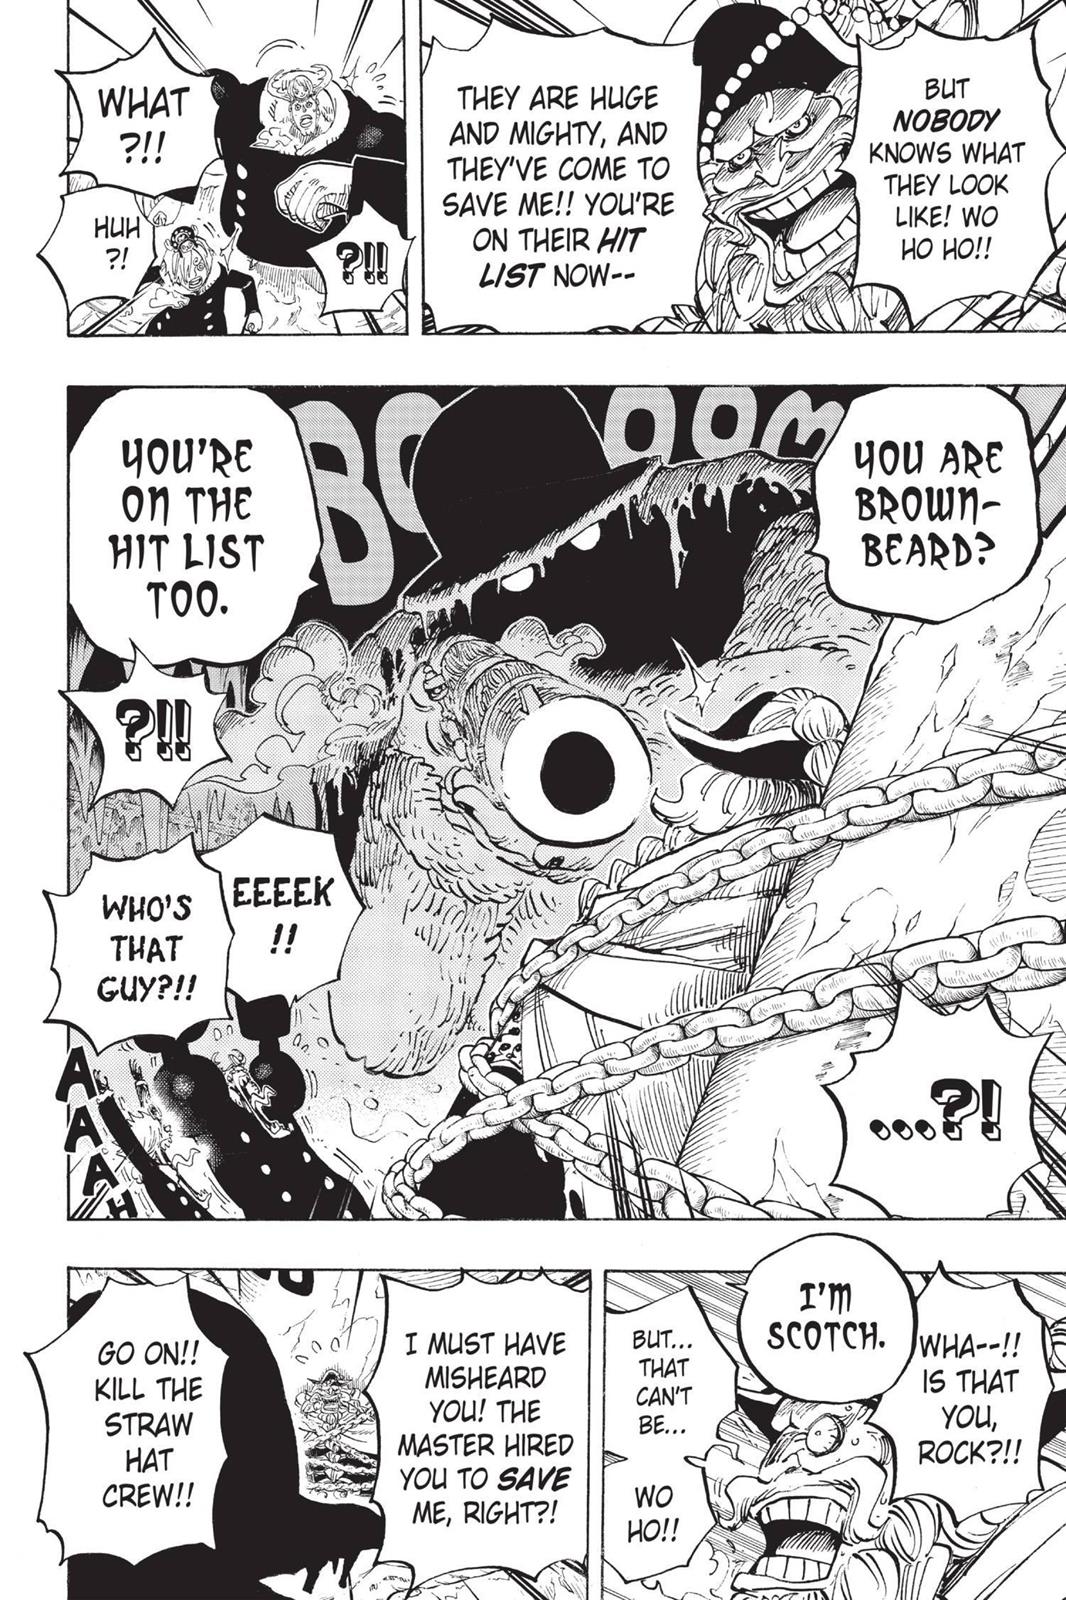 BUT
NOBODY
KNOWS WHAT
THEY LOOK
LIKE! WO
HO HO!!
THEY ARE HUGE
AND MIGHTY, AND
THEY'VE COME TO
SAVE ME!! YOU'RE
ON THEIR HIT
LIST NOW--
WHAT
?!!
HUH
?!
?!!
YOU ARE
BROWN-
BEARD?
BOOOOM
YOU'RE
ON THE
HIT LIST
TOO.
?!!
EEEEK
!!
WHO'S
THAT
GUY?!!
AAAH
...?!
WHA--!!
IS THAT
YOU,
ROCK?!!
I'M
SCOTCH.
BUT...
THAT
CAN'T
BE...
WO
HO!!
I MUST HAVE
MISHEARD
YOU! THE
MASTER HIRED
YOU TO SAVE
ME, RIGHT?!
GO ON!!
KILL THE
STRAW
HAT
CREW!!